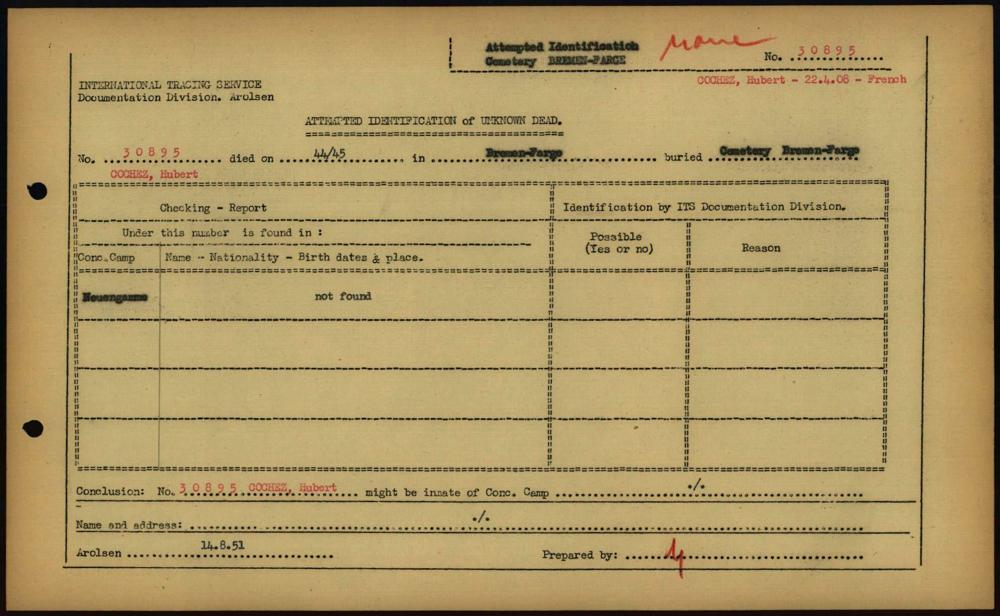 Attempted Identification
Cemetery BREMEN-FARGE
None
No. 30895
COCHEZ, Hubert - 22.4.08 - French
INTERNATIONAL TRACING SERVICE
Documentation Division. Arolsen
ATTEMPTED IDENTIFICATION of UNKNOWN DEAD.
No. 30895 died on 44/45 in Bremen-Farge buried Cemetery Bremen-Farge
COCHEZ, Hubert
Checking - Report
Identification by ITS Documentation Division.
Under this number is found in :
Possible
(Yes or no)
Reason
Conc.Camp
Name - Nationality - Birth dates & place.
Neuengamme
not found
Conclusion: No. 30895 COCHEZ, Hubert might be inmate of Conc. Camp ./.
Name and address: ./.
Arolsen 14.8.51
Prepared by: